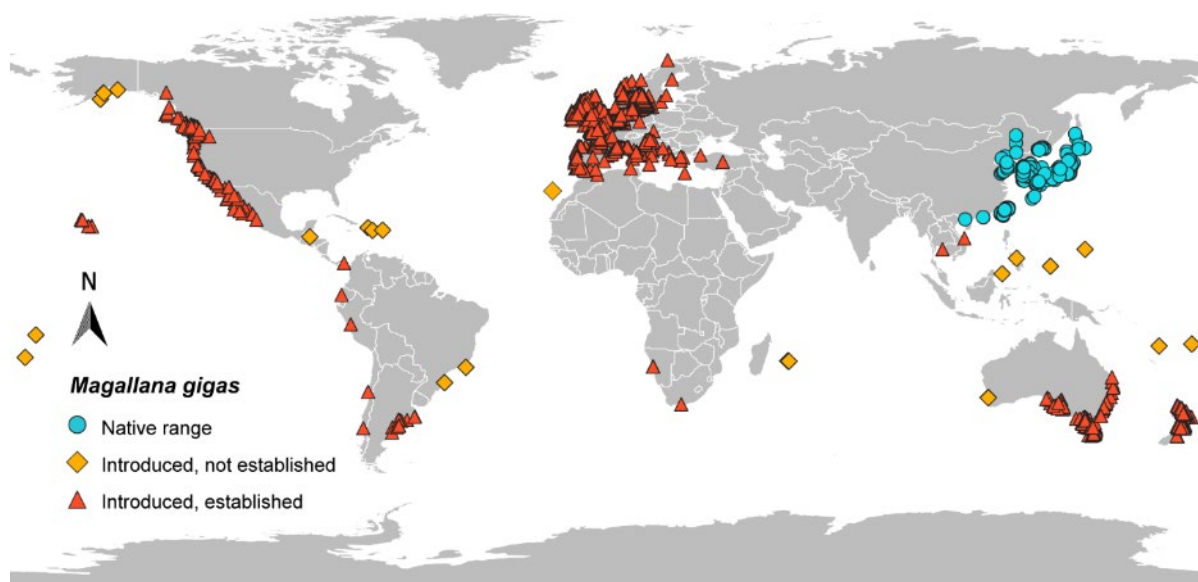 N
Magallana gigas
Native range
Introduced, not established
Introduced, established